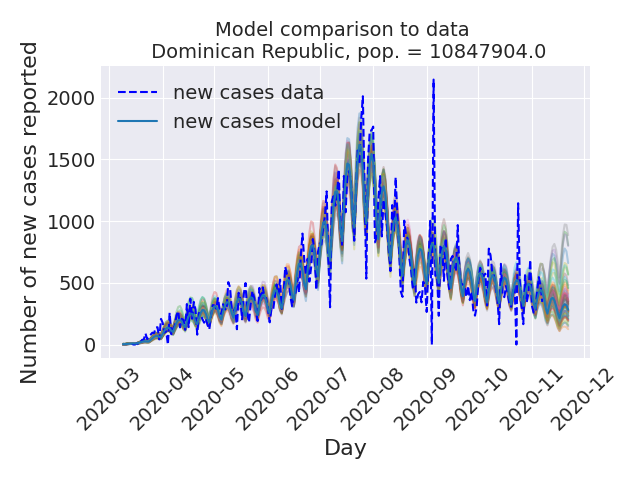 Model comparison to data
Dominican Republic, pop. = 10847904.0
Number of new cases reported
2000
1500
1000
500
0
new cases data
new cases model
2020-03
2020-04
2020-05
2020-06
2020-07
2020-08
2020-09
2020-10
2020-11
2020-12
Day